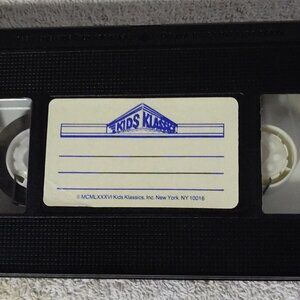 KIDS KLASSICS
© MCMLXXXVI Kids Klassics, Inc. New York NY 10016